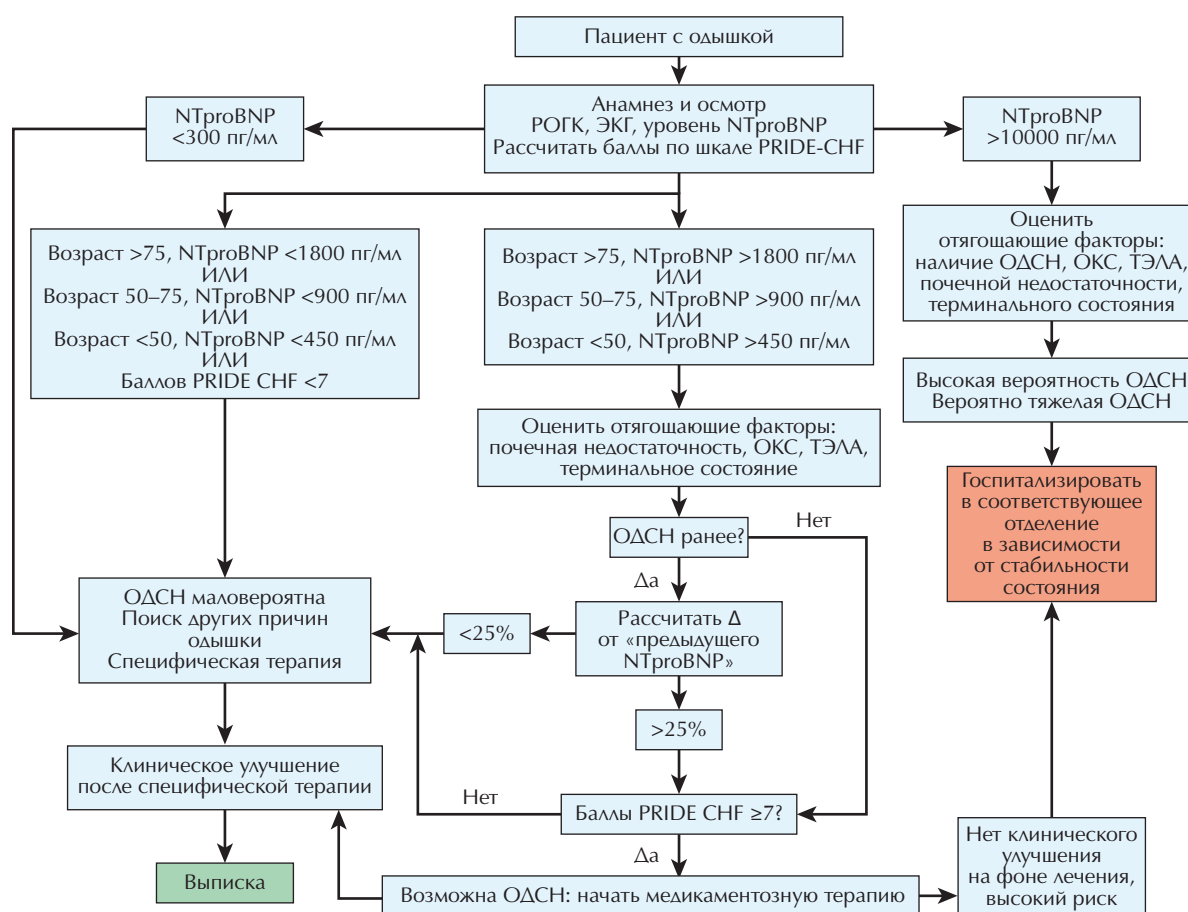 Пациент с одышкой
NTproBNP
<300 пг/мл
Анамнез и осмотр
РОГК, ЭКГ, уровень NTproBNP
Рассчитать баллы по шкале PRIDE-CHF
NTproBNP
>10000 пг/мл
Возраст >75, NTproBNP <1800 пг/мл
ИЛИ
Возраст 50–75, NTproBNP <900 пг/мл
ИЛИ
Возраст <50, NTproBNP <450 пг/мл
ИЛИ
Баллов PRIDE CHF <7
Возраст >75, NTproBNP >1800 пг/мл
ИЛИ
Возраст 50–75, NTproBNP >900 пг/мл
ИЛИ
Возраст <50, NTproBNP >450 пг/мл
Оценить
отягощающие факторы:
наличие ОДСН, ОКС, ТЭЛА,
почечной недостаточности,
терминального состояния
Высокая вероятность ОДСН
Вероятно тяжелая ОДСН
Оценить отягощающие факторы:
почечная недостаточность, ОКС, ТЭЛА,
терминальное состояние
Госпитализировать
в соответствующее
отделение
в зависимости
от стабильности
состояния
ОДСН ранее?
Нет
Да
ОДСН маловероятна
Поиск других причин
одышки
Специфическая терапия
<25%
Рассчитать Δ
от «предыдущего
NTproBNP»
>25%
Клиническое улучшение
после специфической терапии
Нет
Баллы PRIDE CHF ≥7?
Да
Нет клинического
улучшения
на фоне лечения,
высокий риск
Выписка
Возможна ОДСН: начать медикаментозную терапию